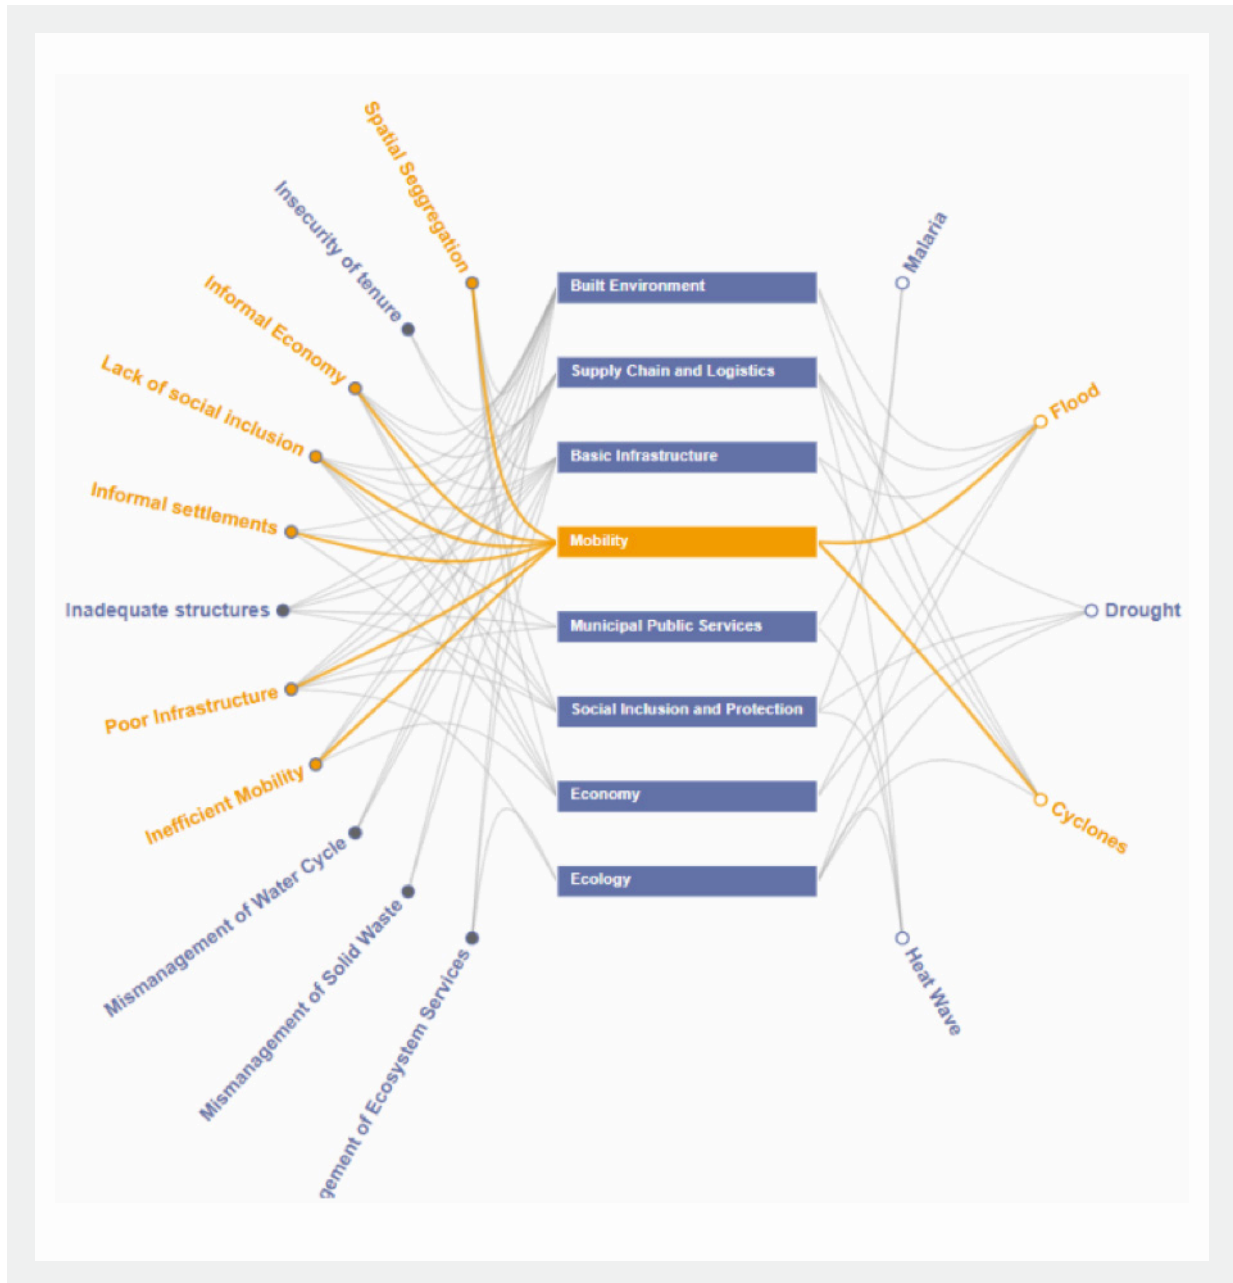 Spatial Seggregation
Insecurity of tenure
Informal Economy
Lack of social inclusion
Informal settlements
Inadequate structures
Poor Infrastructure
Inefficient Mobility
Mismanagement of Water Cycle
Mismanagement of Solid Waste
gement of Ecosystem Services
Built Environment
Supply Chain and Logistics
Basic Infrastructure
Mobility
Municipal Public Services
Social Inclusion and Protection
Economy
Ecology
Malaria
Flood
Drought
Cyclones
Heat Wave